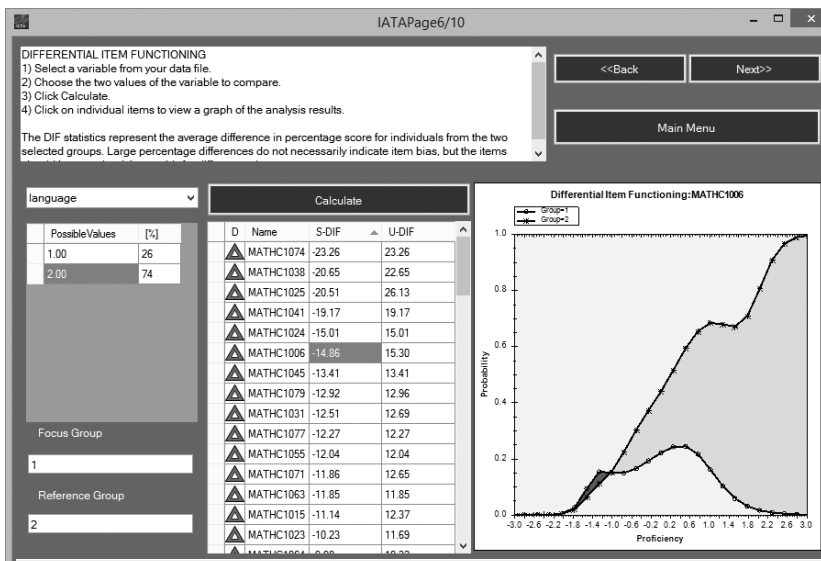 IATAPage6/10
DIFFERENTIAL ITEM FUNCTIONING
1) Select a variable from your data file.
2) Choose the two values of the variable to compare.
3) Click Calculate.
4) Click on individual items to view a graph of the analysis results.
The DIF statistics represent the average difference in percentage score for individuals from the two
selected groups. Large percentage differences do not necessarily indicate item bias, but the items
<<Back Next>>
Main Menu
language
Calculate
PossibleValues [%]
1.00 26
2.00 74
Focus Group
1
Reference Group
2
D Name S-DIF U-DIF
MATHC1074 -23.26 23.26
MATHC1038 -20.65 22.65
MATHC1025 -20.51 26.13
MATHC1041 -19.17 19.17
MATHC1024 -15.01 15.01
MATHC1006 -14.86 15.30
MATHC1045 -13.41 13.41
MATHC1079 -12.92 12.96
MATHC1031 -12.51 12.69
MATHC1077 -12.27 12.27
MATHC1055 -12.04 12.04
MATHC1071 -11.86 12.65
MATHC1063 -11.85 11.85
MATHC1015 -11.14 12.37
MATHC1023 -10.23 11.69
Differential Item Functioning:MATHC1006
Group=1
Group=2
1.0
0.8
0.6
0.4
0.2
0.0
Probability
-3.0 -2.6 -2.2 -1.8 -1.4 -1.0 -0.6 -0.2 0.2 0.6 1.0 1.4 1.8 2.2 2.6 3.0
Proficiency